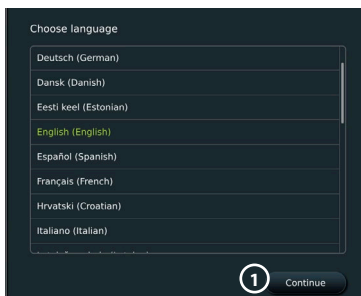 Choose language
Deutsch (German)
Dansk (Danish)
Eesti keel (Estonian)
English (English)
Español (Spanish)
Français (French)
Hrvatski (Croatian)
Italiano (Italian)
1 Continue